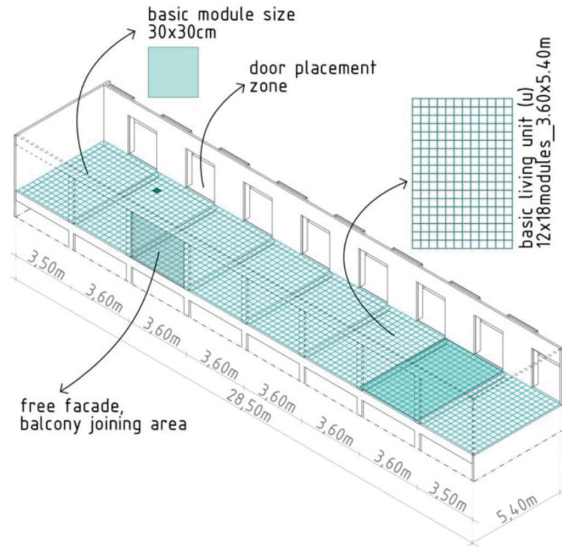 basic module size
30x30cm
door placement
zone
basic living unit (u)
12x18modules_3.60x5.40m
3,50m
3,60m
3,60m
3,60m
3,60m
3,60m
3,60m
3,50m
28,50m
5,40m
free facade,
balcony joining area